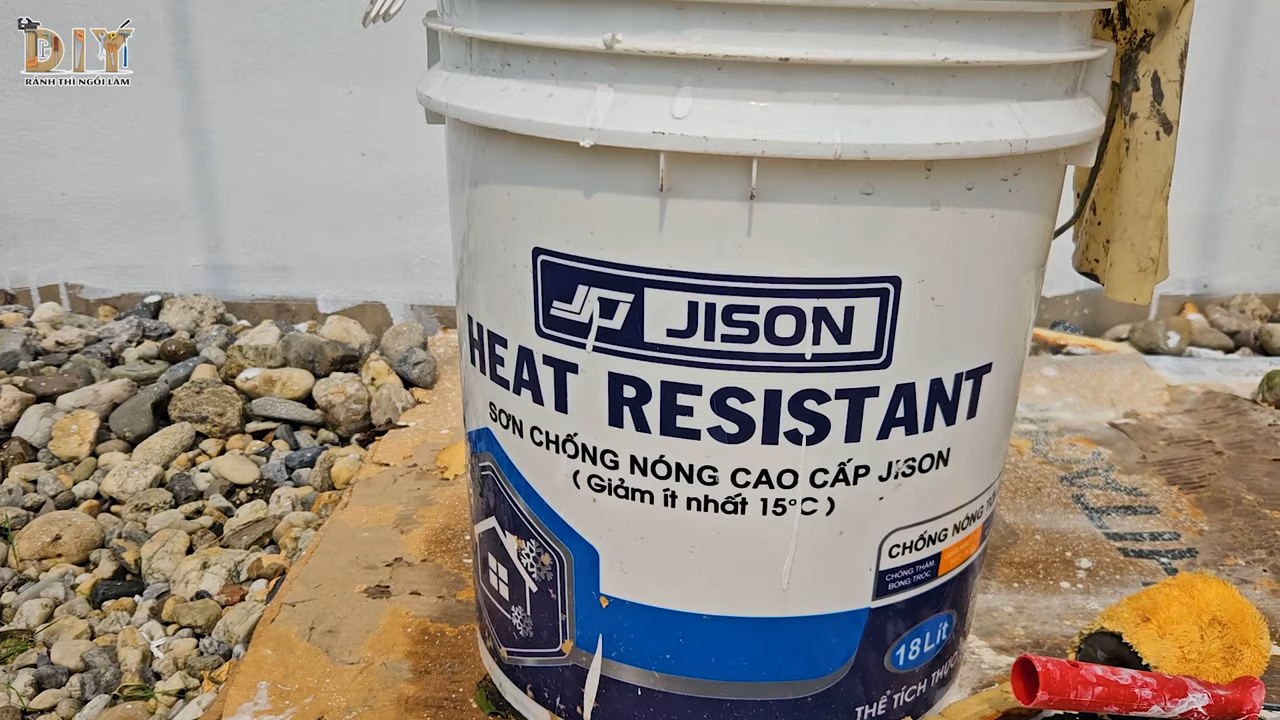 DIY
RẢNH THÌ NGỒI LÀM
JISON
HEAT RESISTANT
SƠN CHỐNG NÓNG CAO CẤP JISON
( Giảm ít nhất 15°C )
CHỐNG NÓNG
CHỐNG THẤM,
BONG TRÓC
18 Lít
THỂ TÍCH THỰC